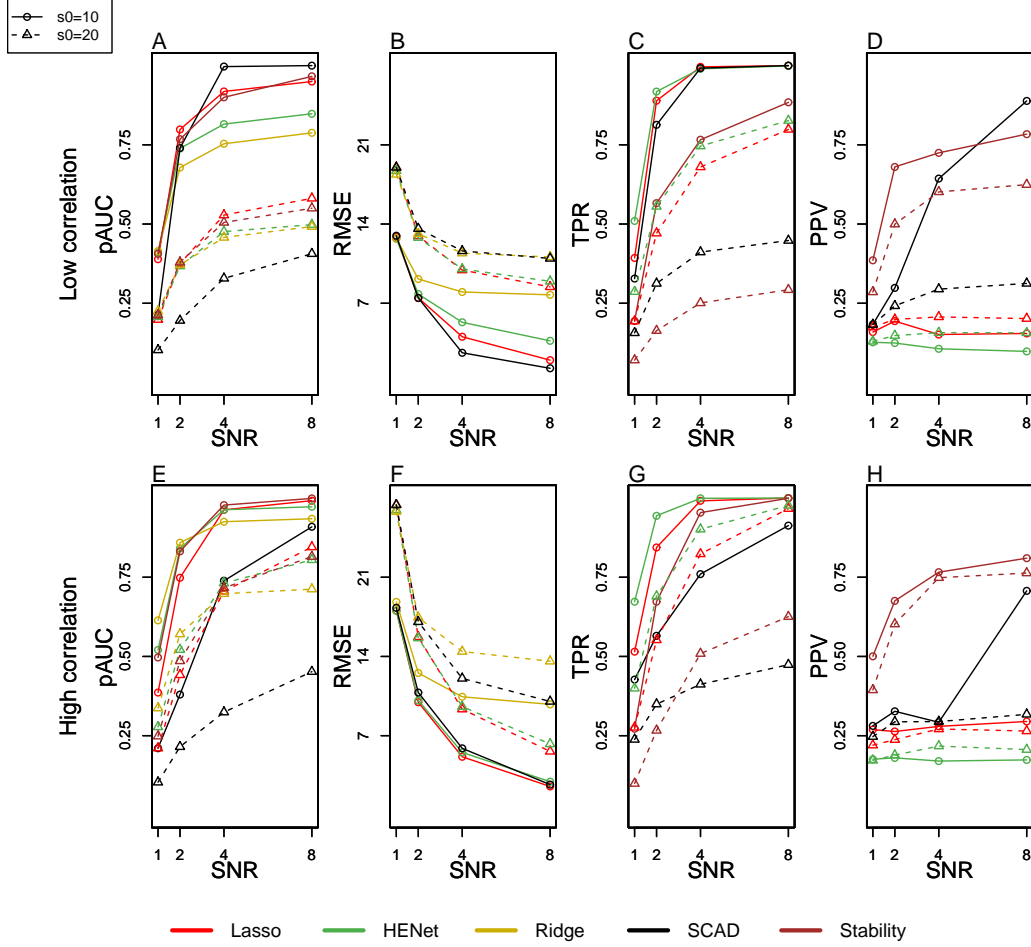 s0=10
s0=20
A
B
C
D
Low correlation
pAUC
0.25 0.50 0.75
1 2 4 8
SNR
RMSE
7 14 21
1 2 4 8
SNR
TPR
0.25 0.50 0.75
1 2 4 8
SNR
PPV
0.25 0.50 0.75
1 2 4 8
SNR
E
F
G
H
High correlation
pAUC
0.25 0.50 0.75
1 2 4 8
SNR
RMSE
7 14 21
1 2 4 8
SNR
TPR
0.25 0.50 0.75
1 2 4 8
SNR
PPV
0.25 0.50 0.75
1 2 4 8
SNR
Lasso HENet Ridge SCAD Stability